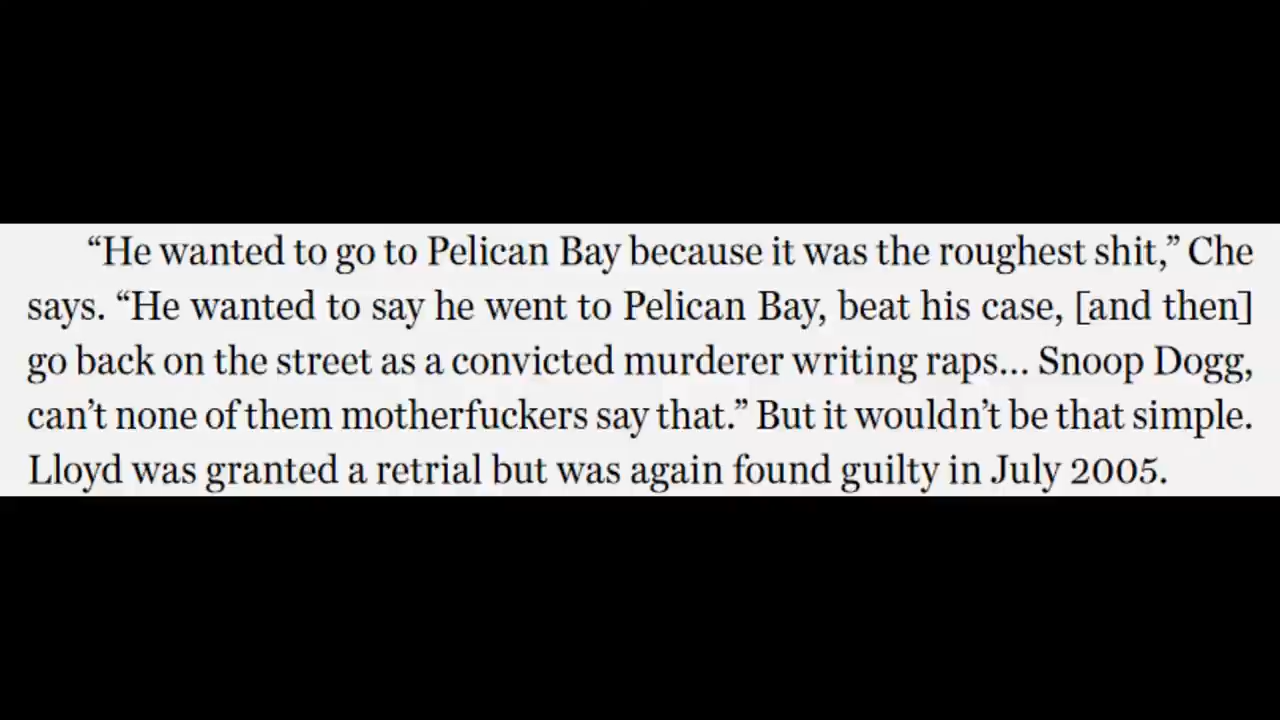 “He wanted to go to Pelican Bay because it was the roughest shit,” Che
says. “He wanted to say he went to Pelican Bay, beat his case, [and then]
go back on the street as a convicted murderer writing raps... Snoop Dogg,
can’t none of them motherfuckers say that.” But it wouldn’t be that simple.
Lloyd was granted a retrial but was again found guilty in July 2005.